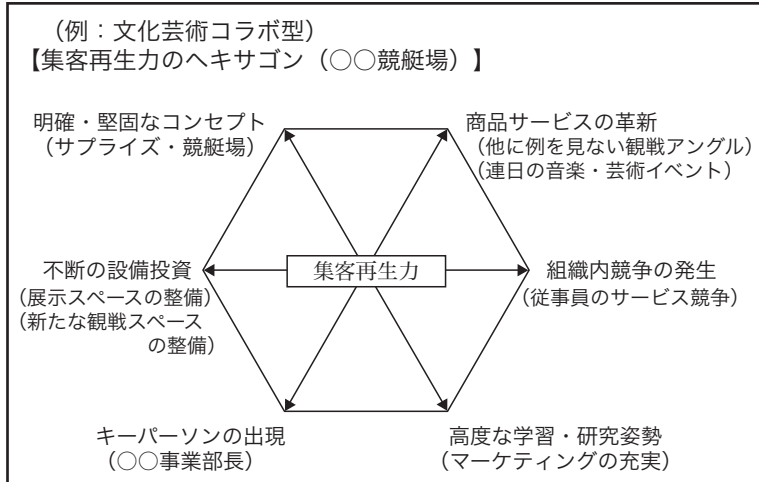 （例：文化芸術コラボ型）
【集客再生力のヘキサゴン（○○競艇場）】
明確・堅固なコンセプト
（サプライズ・競艇場）
商品サービスの革新
（他に例を見ない観戦アングル）
（連日の音楽・芸術イベント）
不断の設備投資
（展示スペースの整備）
（新たな観戦スペース
の整備）
集客再生力
組織内競争の発生
（従事員のサービス競争）
キーパーソンの出現
（○○事業部長）
高度な学習・研究姿勢
（マーケティングの充実）